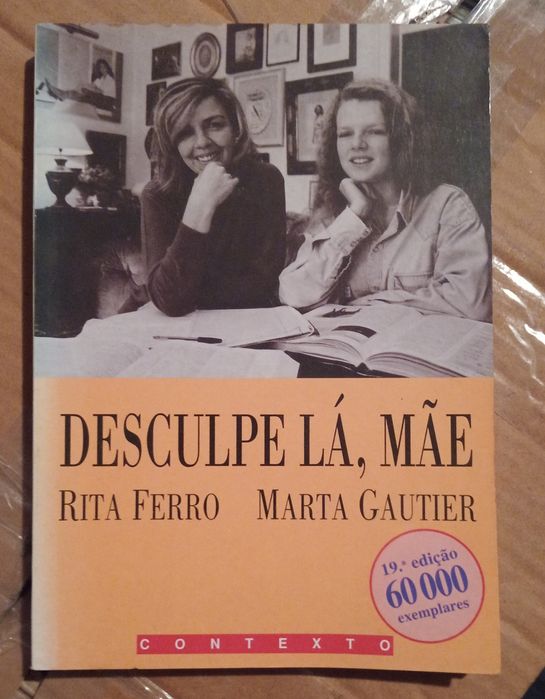 DESCULPE LÁ, MÃE
RITA FERRO MARTA GAUTIER
19.ª edição
60 000
exemplares
CONTEXTO